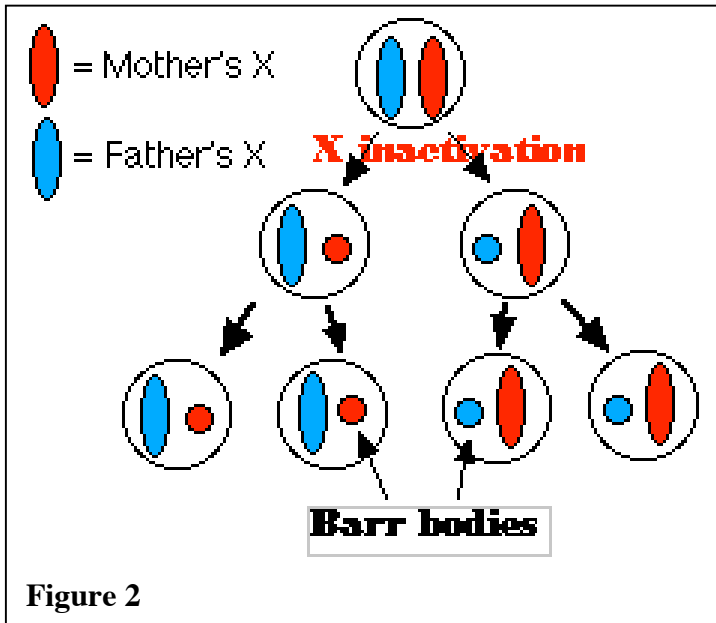 = Mother's X
= Father's X
X inactivation
Barr bodies
Figure 2